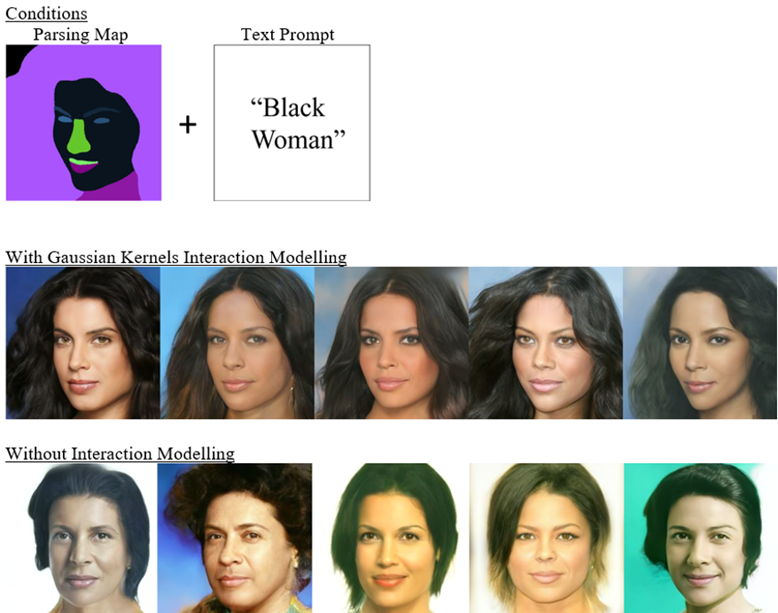 Conditions
Parsing Map
Text Prompt
+
“Black
Woman”
With Gaussian Kernels Interaction Modelling
Without Interaction Modelling